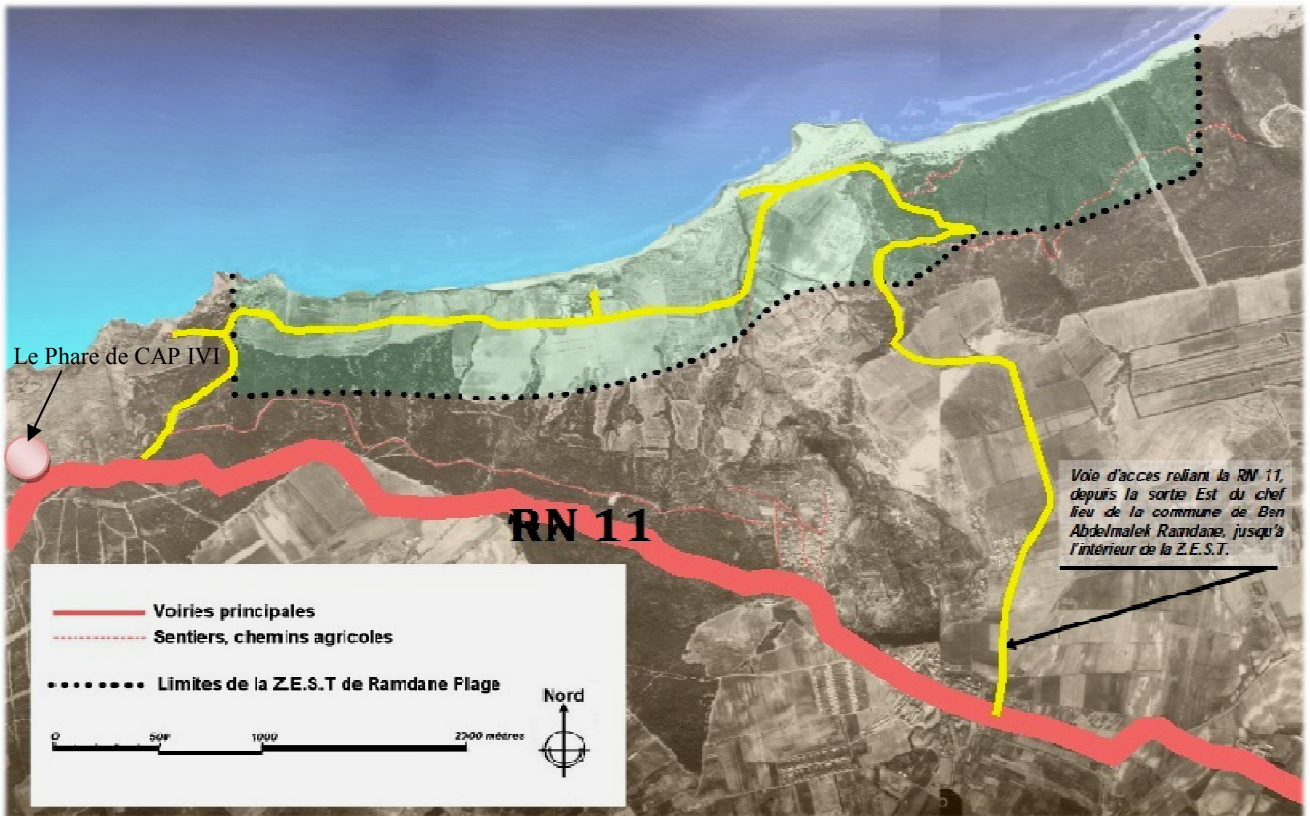 Le Phare de CAP IVI
RN 11
Voie d'acces reliant la RN 11,
depuis la sortie Est du chef
lieu de la commune de Ben
Abdelmalek Ramdane, jusqu'à
l'intérieur de la Z.E.S.T.
Voiries principales
Sentiers, chemins agricoles
Limites de la Z.E.S.T de Ramdane Plage
Nord
0 500 1000 2000 mètres